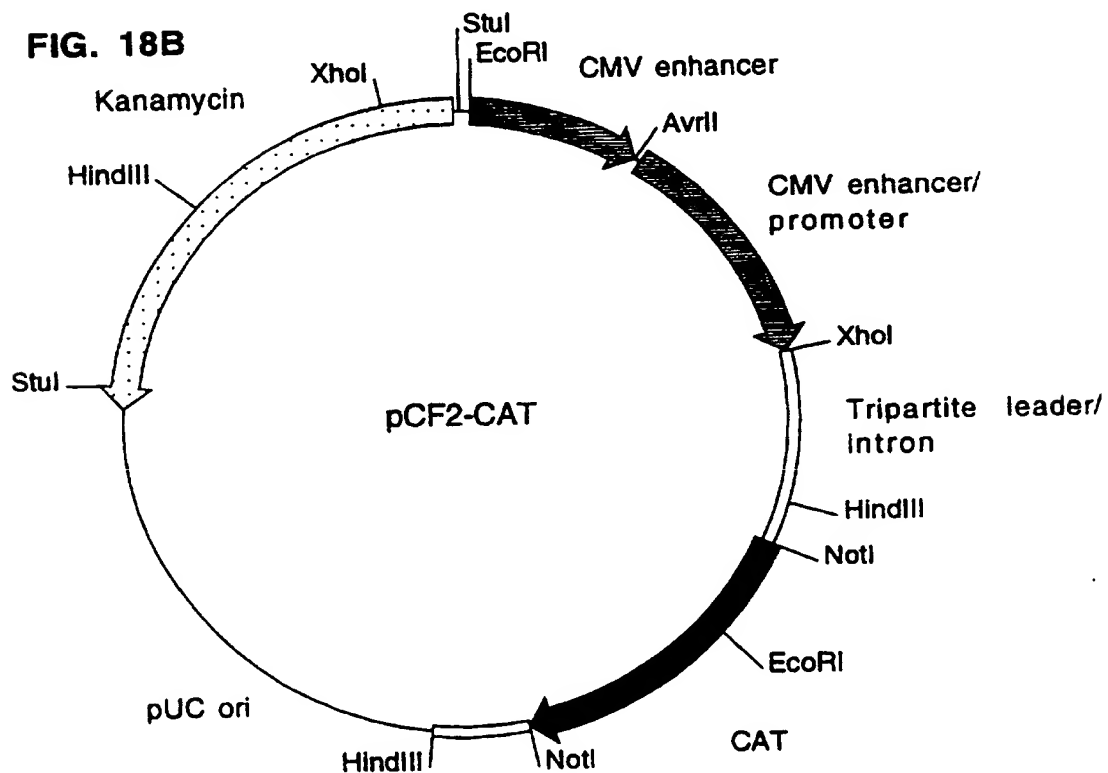 FIG. 18B
StuI
EcoRI
CMV enhancer
XhoI
Kanamycin
AvrII
HindIII
CMV enhancer/
promoter
XhoI
StuI
pCF2-CAT
Tripartite leader/
intron
HindIII
NotI
EcoRI
pUC ori
CAT
HindIII
NotI